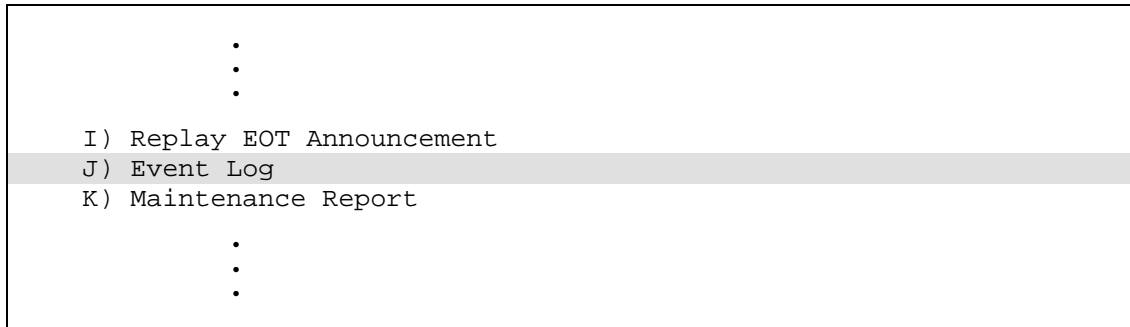 •
•
•
I) Replay EOT Announcement
J) Event Log
K) Maintenance Report
•
•
•